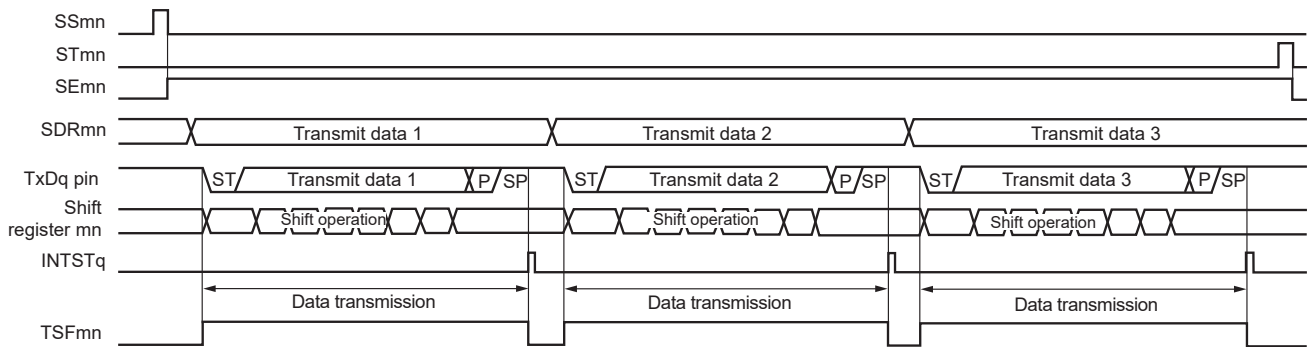 SSmn
STmn
SEmn
SDRmn Transmit data 1 Transmit data 2 Transmit data 3
TxDq pin ST Transmit data 1 P SP ST Transmit data 2 P SP ST Transmit data 3 P SP
Shift
register mn Shift operation Shift operation Shift operation
INTSTq
Data transmission Data transmission Data transmission
TSFmn